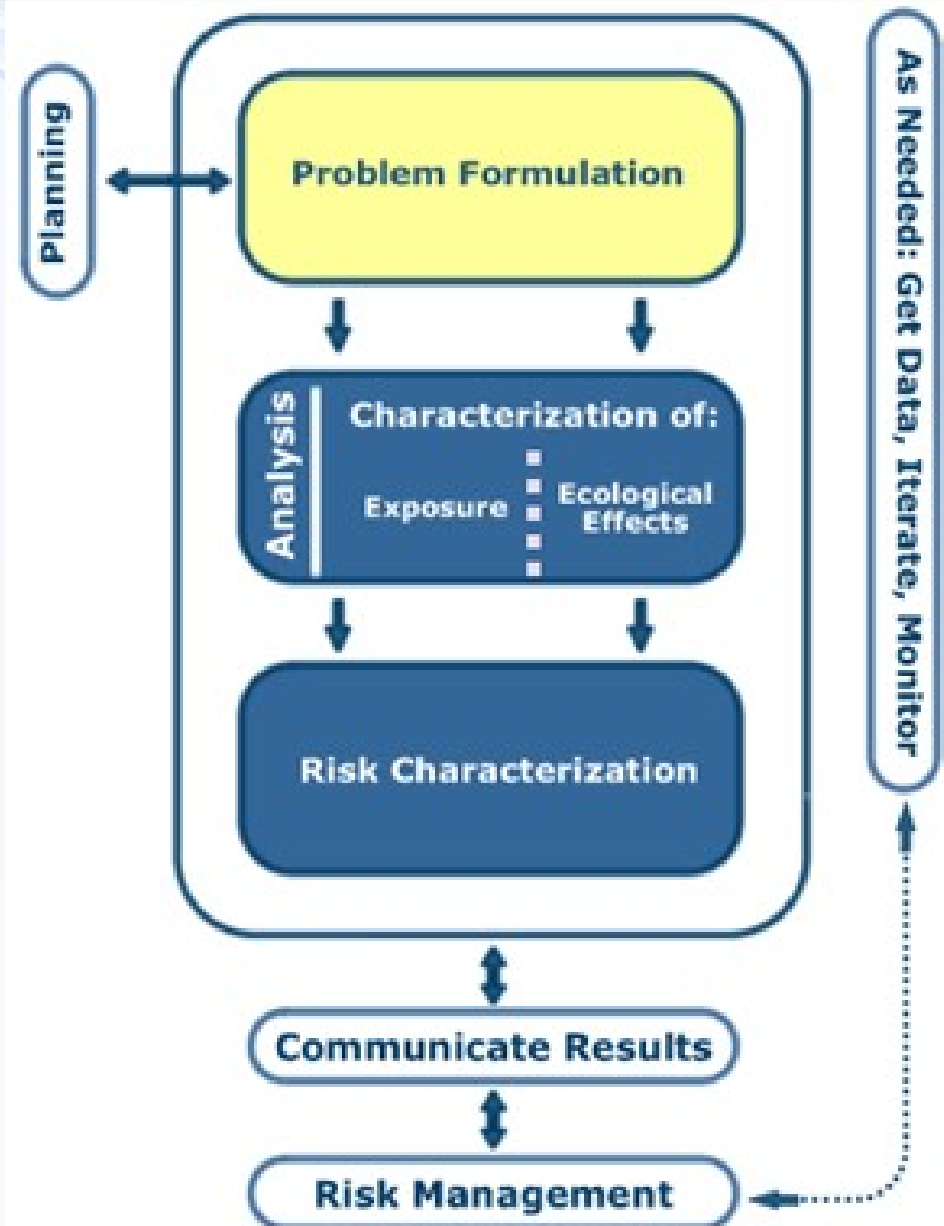 Planning
Problem Formulation
Analysis
Characterization of:
Exposure
Ecological
Effects
Risk Characterization
Communicate Results
Risk Management
As Needed: Get Data, Iterate, Monitor